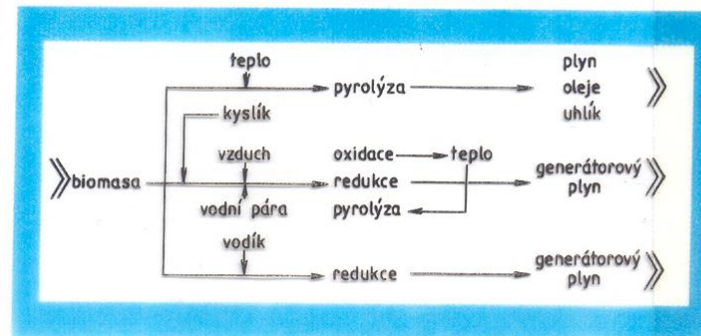 teplo
pyrolýza
plyn
oleje
uhlík
kyslík
vzduch
oxidace
teplo
biomasa
redukce
generátorový
plyn
vodní pára
pyrolýza
vodík
redukce
generátorový
plyn